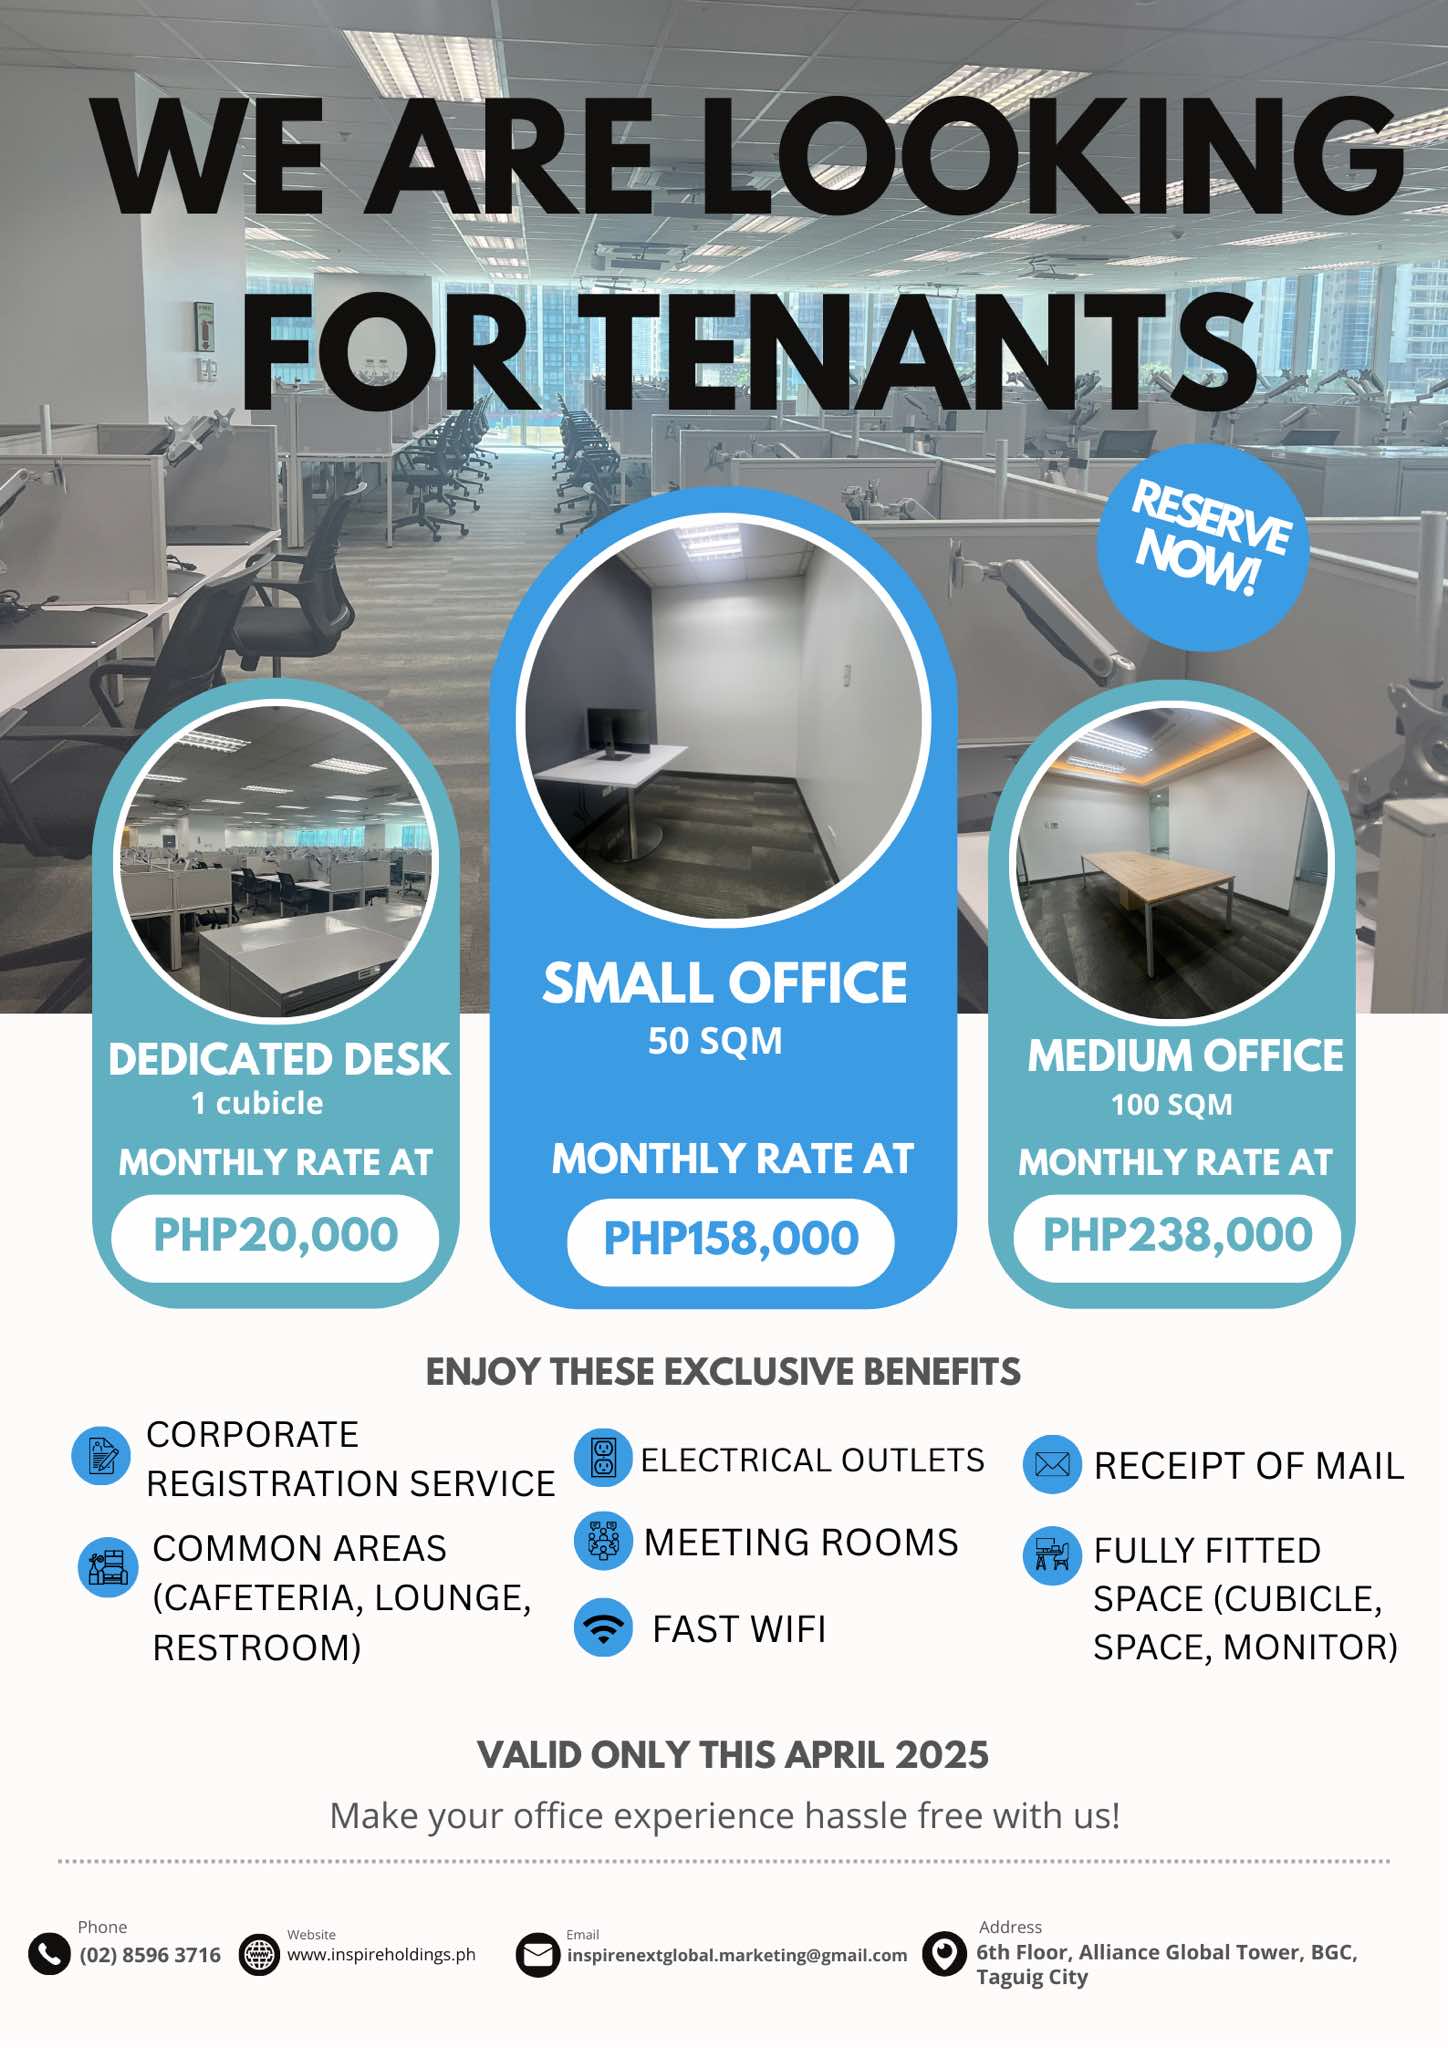 WE ARE LOOKING
FOR TENANTS
RESERVE
NOW!
DEDICATED DESK
1 cubicle
MONTHLY RATE AT
PHP20,000
SMALL OFFICE
50 SQM
MONTHLY RATE AT
PHP158,000
MEDIUM OFFICE
100 SQM
MONTHLY RATE AT
PHP238,000
ENJOY THESE EXCLUSIVE BENEFITS
CORPORATE
REGISTRATION SERVICE
COMMON AREAS
(CAFETERIA, LOUNGE,
RESTROOM)
ELECTRICAL OUTLETS
MEETING ROOMS
FAST WIFI
RECEIPT OF MAIL
FULLY FITTED
SPACE (CUBICLE,
SPACE, MONITOR)
VALID ONLY THIS APRIL 2025
Make your office experience hassle free with us!
Phone
(02) 8596 3716
Website
www.inspireholdings.ph
Email
inspirenextglobal.marketing@gmail.com
Address
6th Floor, Alliance Global Tower, BGC,
Taguig City